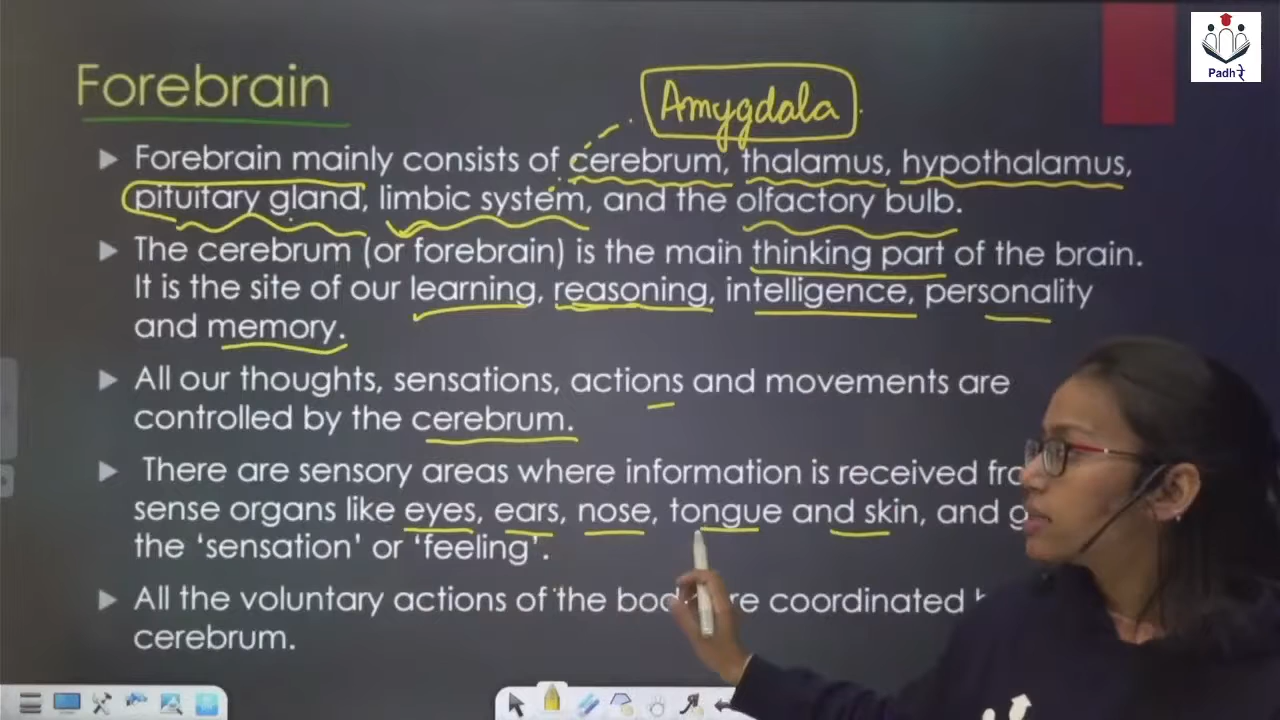 Padhरे
Forebrain
Amygdala
Forebrain mainly consists of cerebrum, thalamus, hypothalamus,
pituitary gland, limbic system, and the olfactory bulb.
The cerebrum (or forebrain) is the main thinking part of the brain.
It is the site of our learning, reasoning, intelligence, personality
and memory.
All our thoughts, sensations, actions and movements are
controlled by the cerebrum.
There are sensory areas where information is received
sense organs like eyes, ears, nose, tongue and skin, and
the ‘sensation’ or ‘feeling’.
All the voluntary actions of the coordinated
cerebrum.